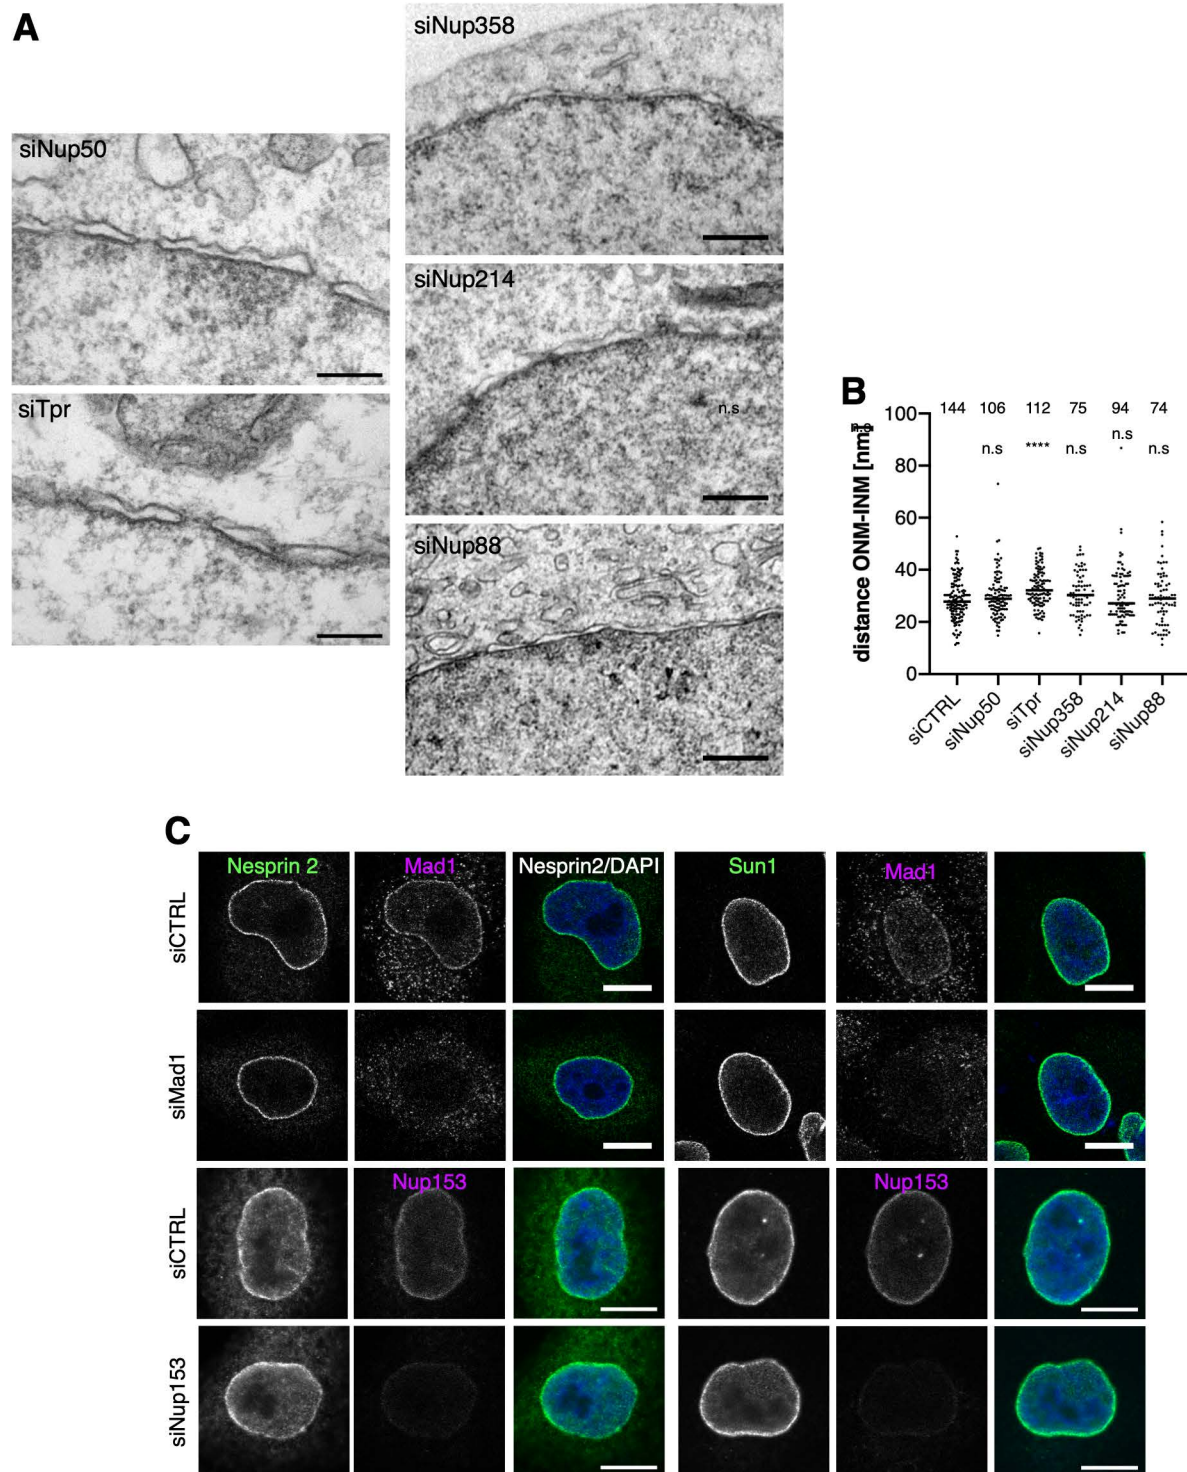 A
siNup358
siNup50
siNup214
n.s
siTpr
siNup88
B
144 106 112 75 94 74
n.s
n.s **** n.s n.s n.s
distance ONM-INM [nm]
100
80
60
40
20
0
siCTRL
siNup50
siTpr
siNup358
siNup214
siNup88
C
Nesprin 2 Mad1 Nesprin2/DAPI Sun1 Mad1
siCTRL
siMad1
Nup153 Nup153
siCTRL
siNup153